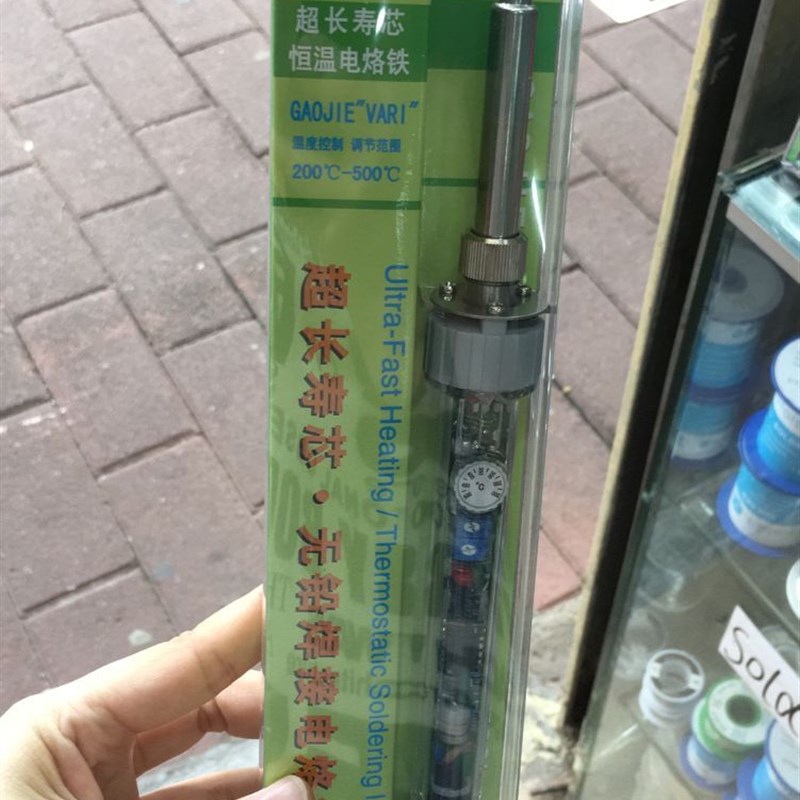 超长寿芯
恒温电烙铁
GAOJIE"VARI"
温度控制 调节范围
200℃-500℃
Ultra-Fast Heating / Thermostatic Soldering
超长寿芯·无铅焊接电烙